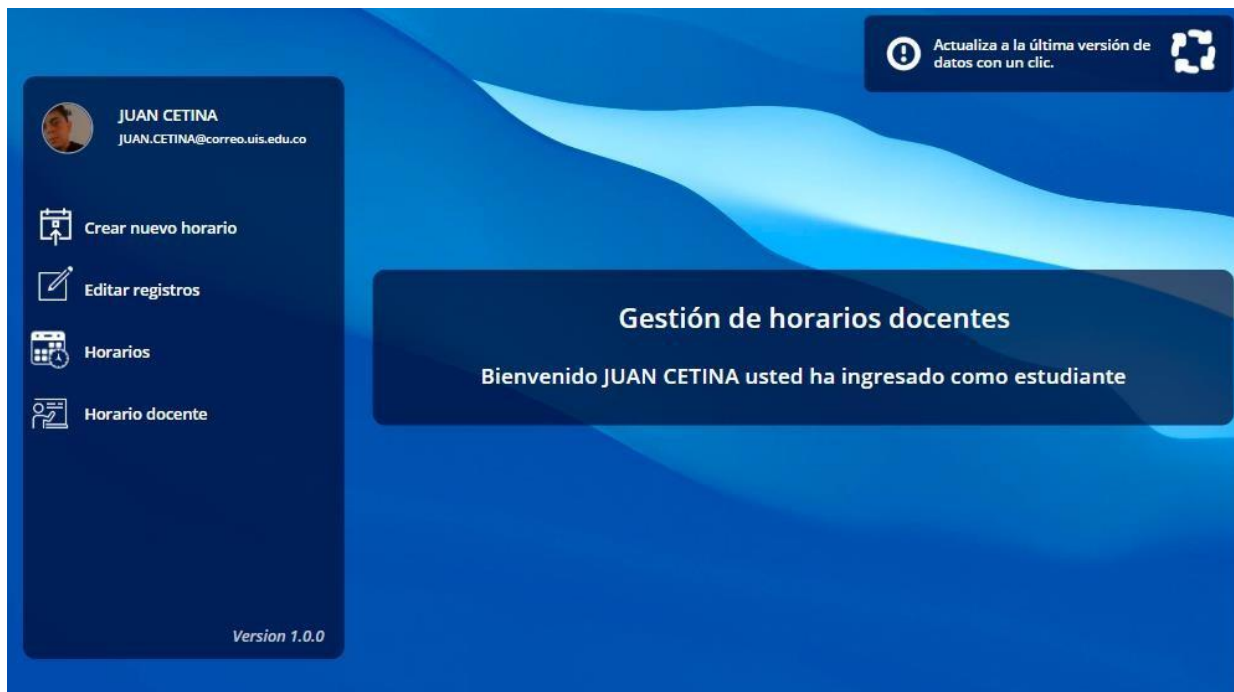 Actualiza a la última versión de
datos con un clic.
JUAN CETINA
JUAN.CETINA@correo.uis.edu.co
Crear nuevo horario
Editar registros
Horarios
Horario docente
Gestión de horarios docentes
Bienvenido JUAN CETINA usted ha ingresado como estudiante
Version 1.0.0